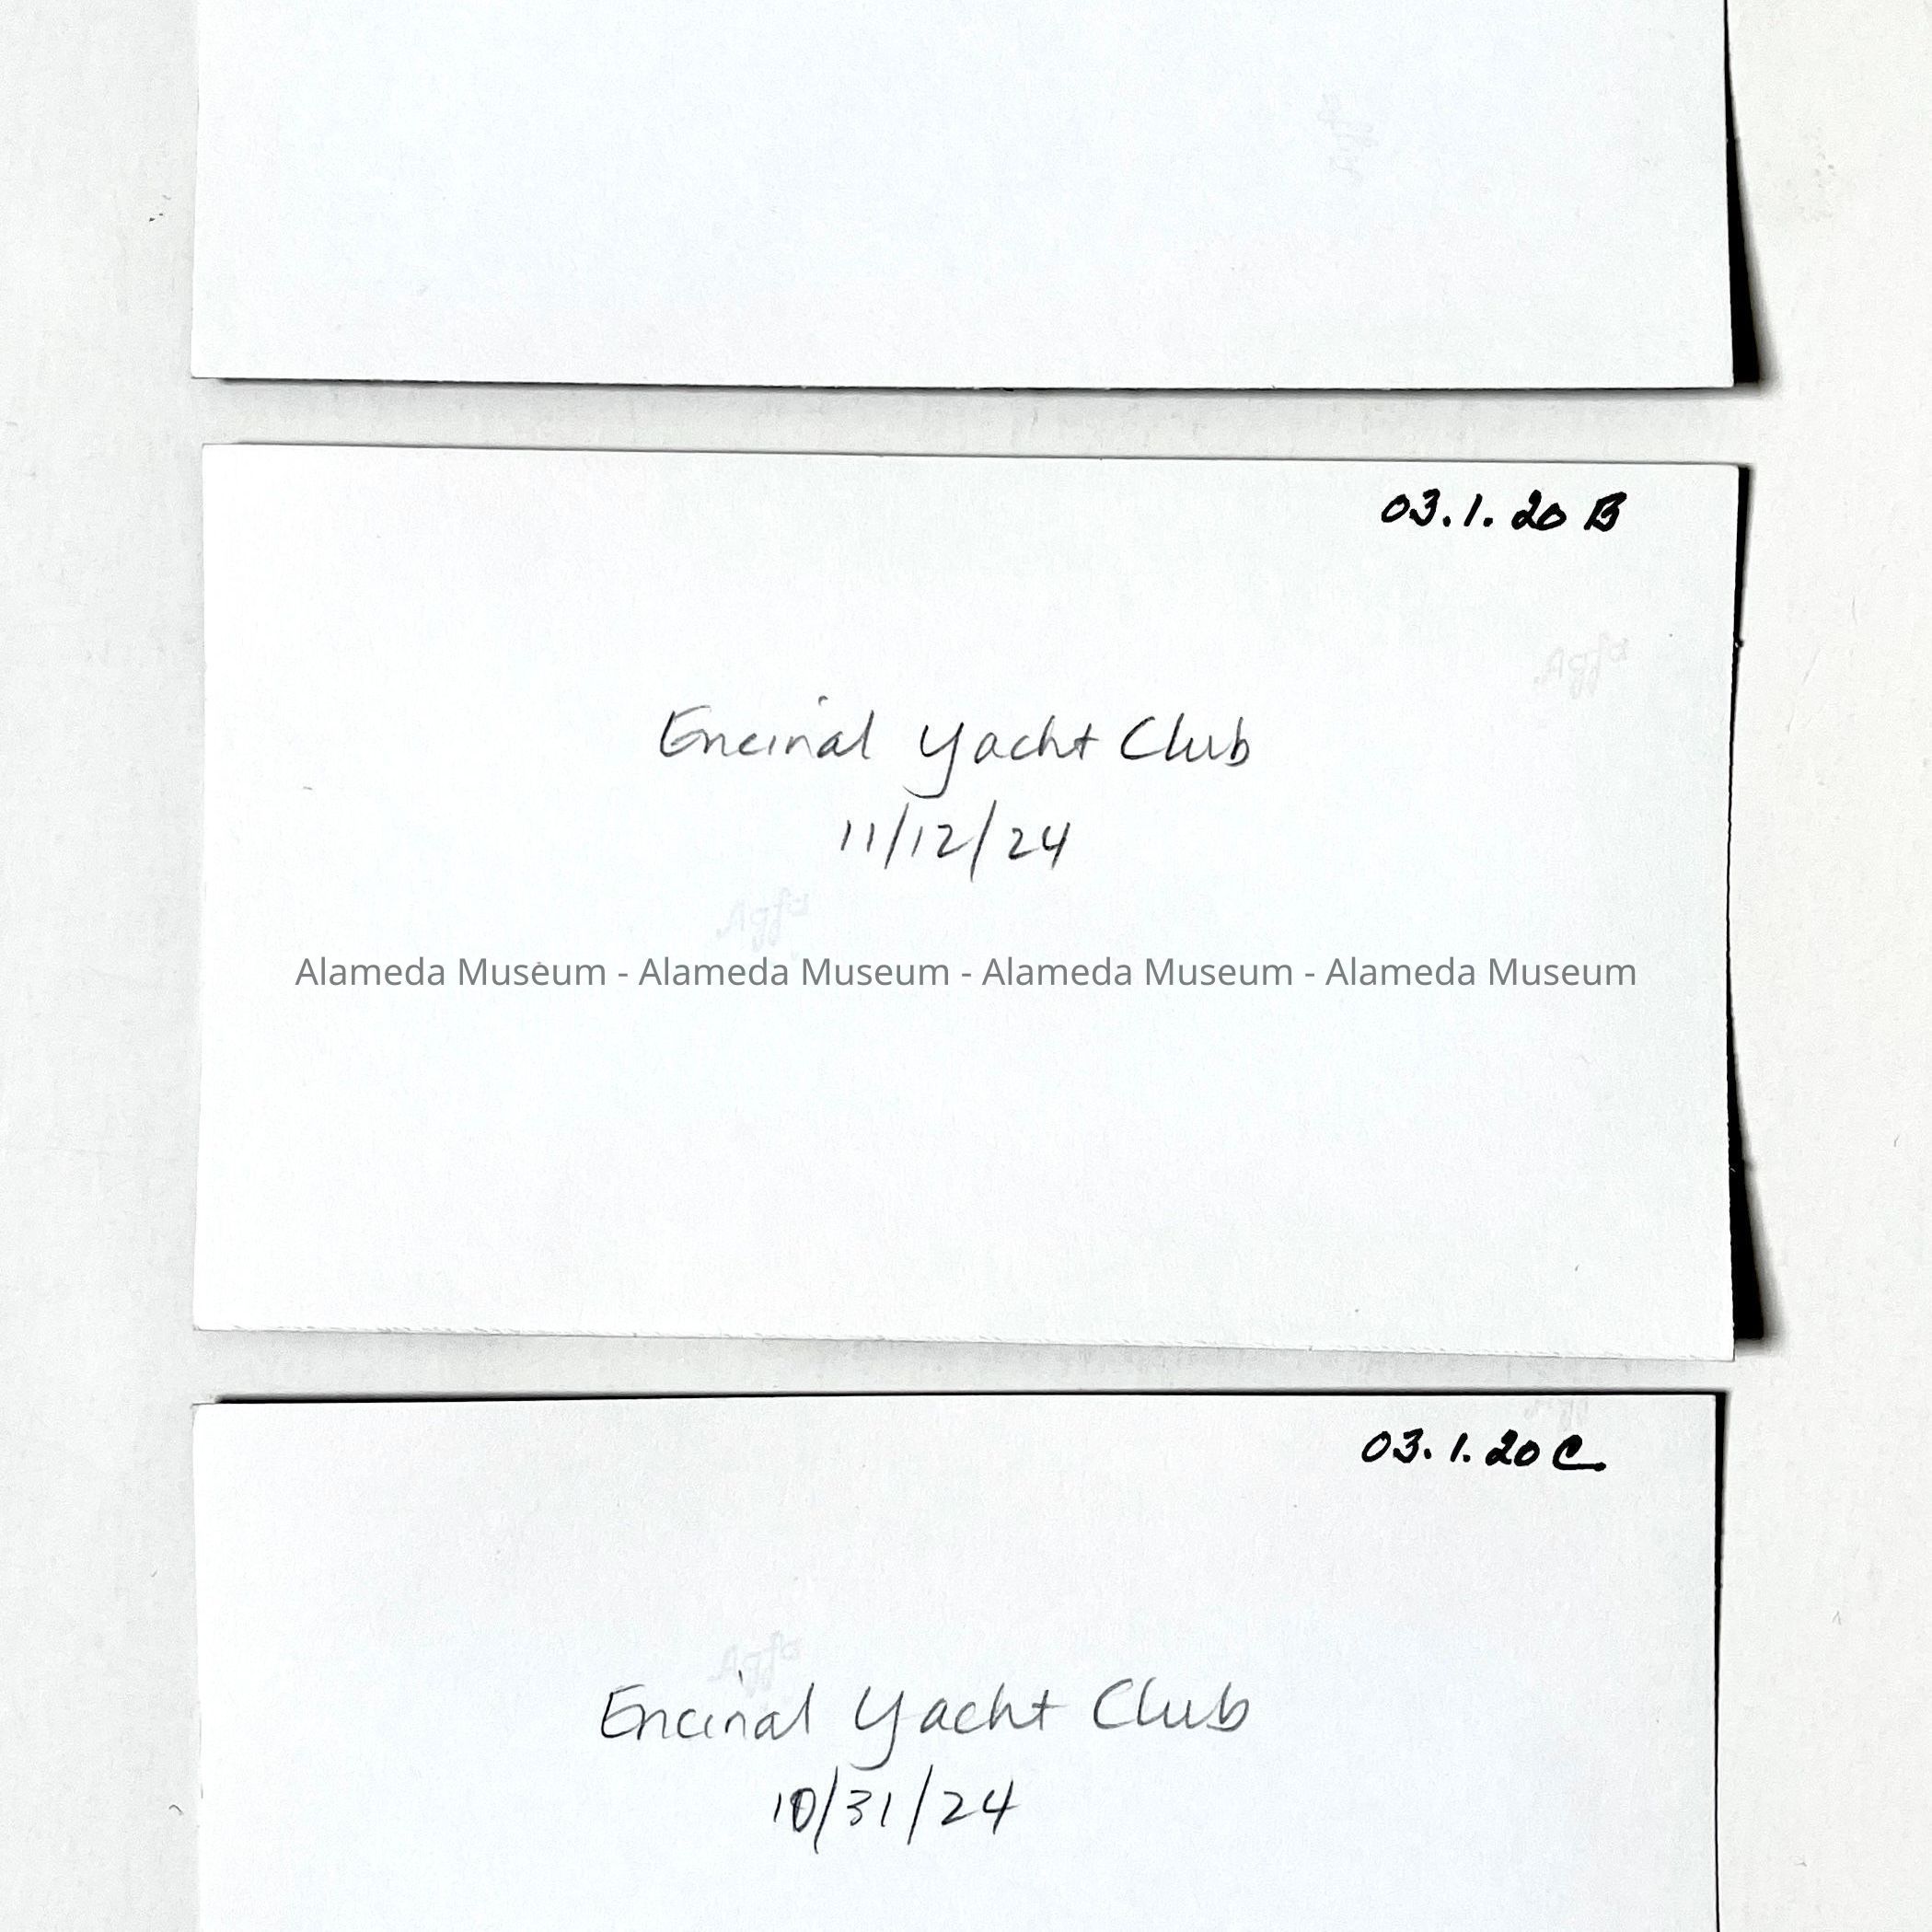 03.1.20 B
Encinal Yacht Club
11/12/24
Alameda Museum - Alameda Museum - Alameda Museum - Alameda Museum
03.1.20 C
Encinal Yacht Club
10/31/24